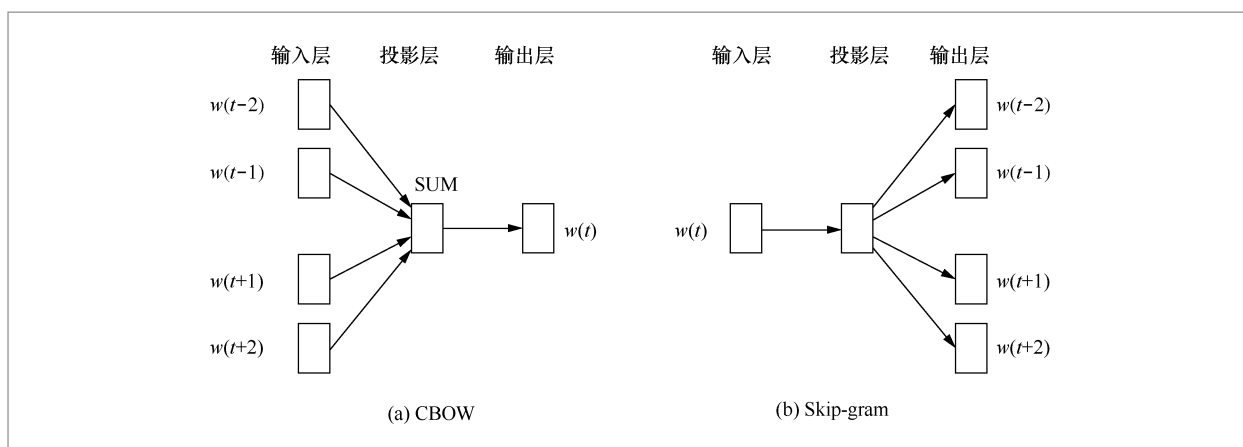 输入层 投影层 输出层
w(t−2)
w(t−1)
SUM
w(t)
w(t+1)
w(t+2)
(a) CBOW
输入层 投影层 输出层
w(t−2)
w(t−1)
w(t)
w(t+1)
w(t+2)
(b) Skip-gram